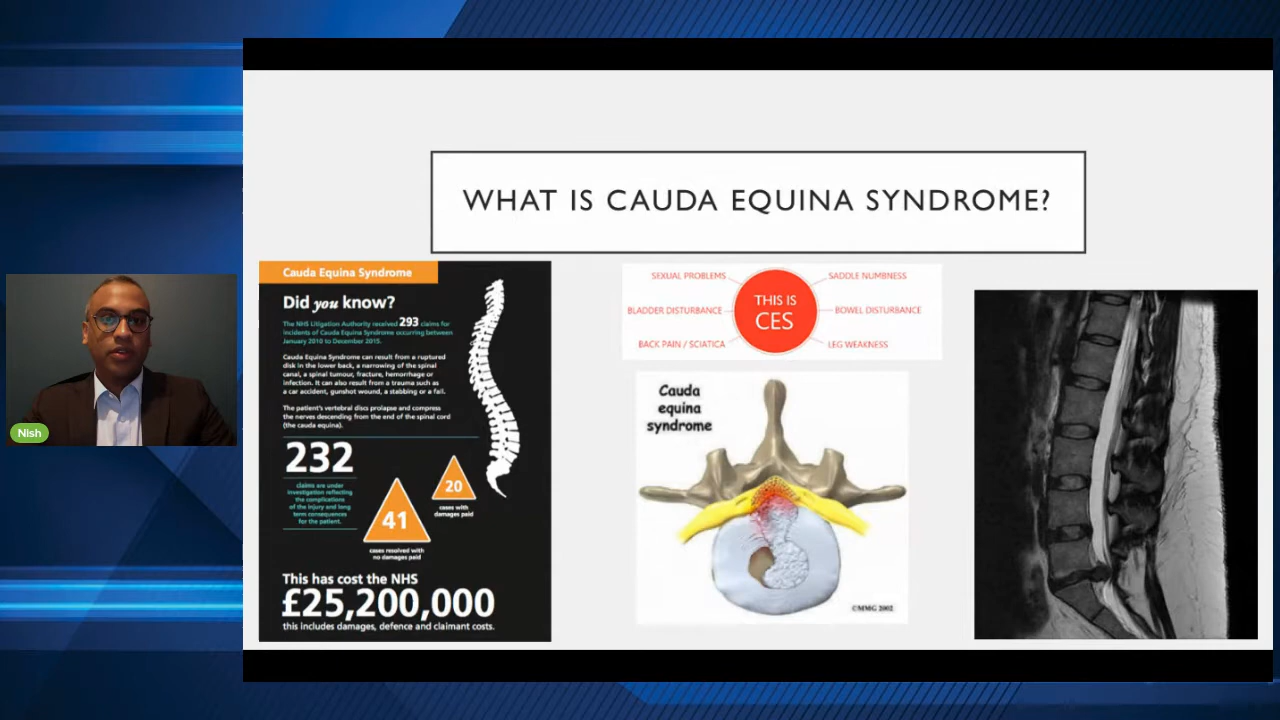 WHAT IS CAUDA EQUINA SYNDROME?
Cauda Equina Syndrome
Did you know?
The NHS Litigation Authority received 293 claims for
incidents of Cauda Equina Syndrome occurring between
January 2010 to December 2015.
Cauda Equina Syndrome can result from a ruptured
disk in the lower back, a narrowing of the spinal
canal, a spinal tumour, fracture, hemorrhage or
infection. It can also result from a trauma such as
a car accident, gunshot wound, a stabbing or a fall.
The patient's vertebral discs prolapse and compress
the nerves descending from the end of the spinal cord
(the cauda equina).
232
claims are under
investigation reflecting
the complications
of the injury and long
term consequences
for the patient.
41
cases resolved with
no damages paid
20
cases with
damages paid
This has cost the NHS
£25,200,000
this includes damages, defence and claimant costs.
SEXUAL PROBLEMS
BLADDER DISTURBANCE
BACK PAIN / SCIATICA
THIS IS
CES
SADDLE NUMBNESS
BOWEL DISTURBANCE
LEG WEAKNESS
Cauda
equina
syndrome
©MMG 2002
Nish